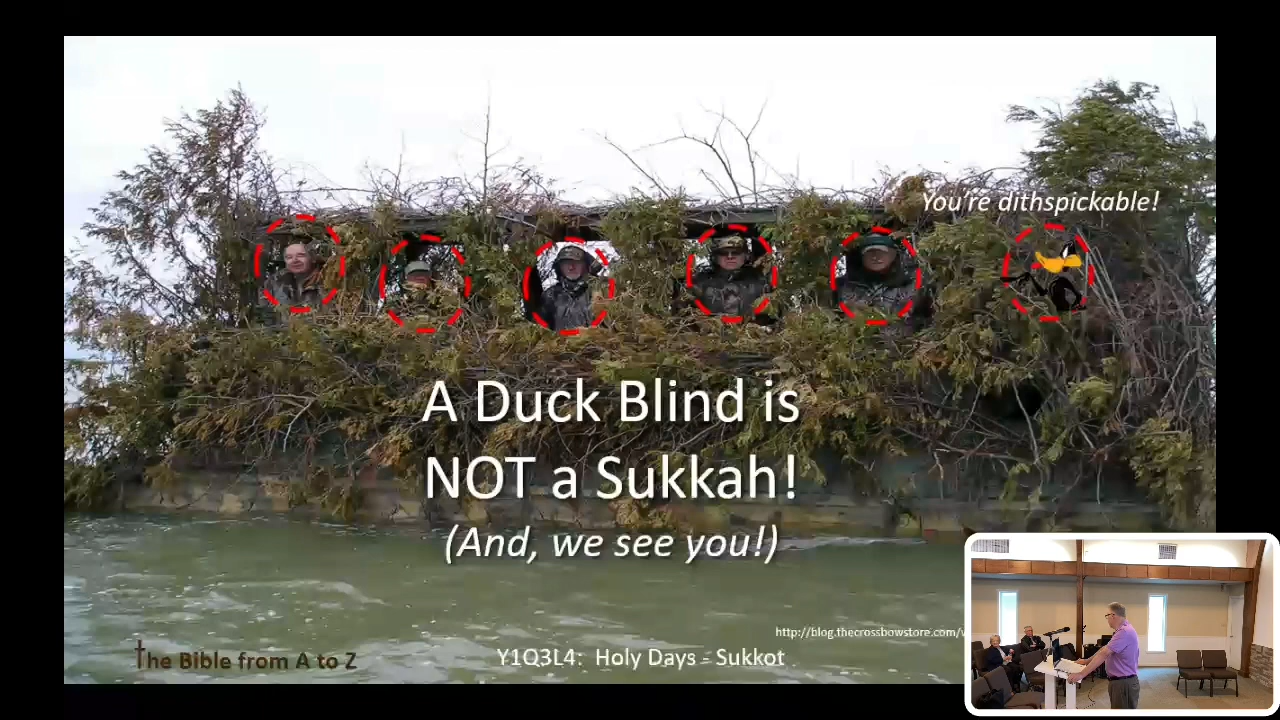 You're dithspickable!
A Duck Blind is
NOT a Sukkah!
(And, we see you!)
http://blog.thecrossbowstore.com/
The Bible from A to Z
Y1Q3L4: Holy Days - Sukkot